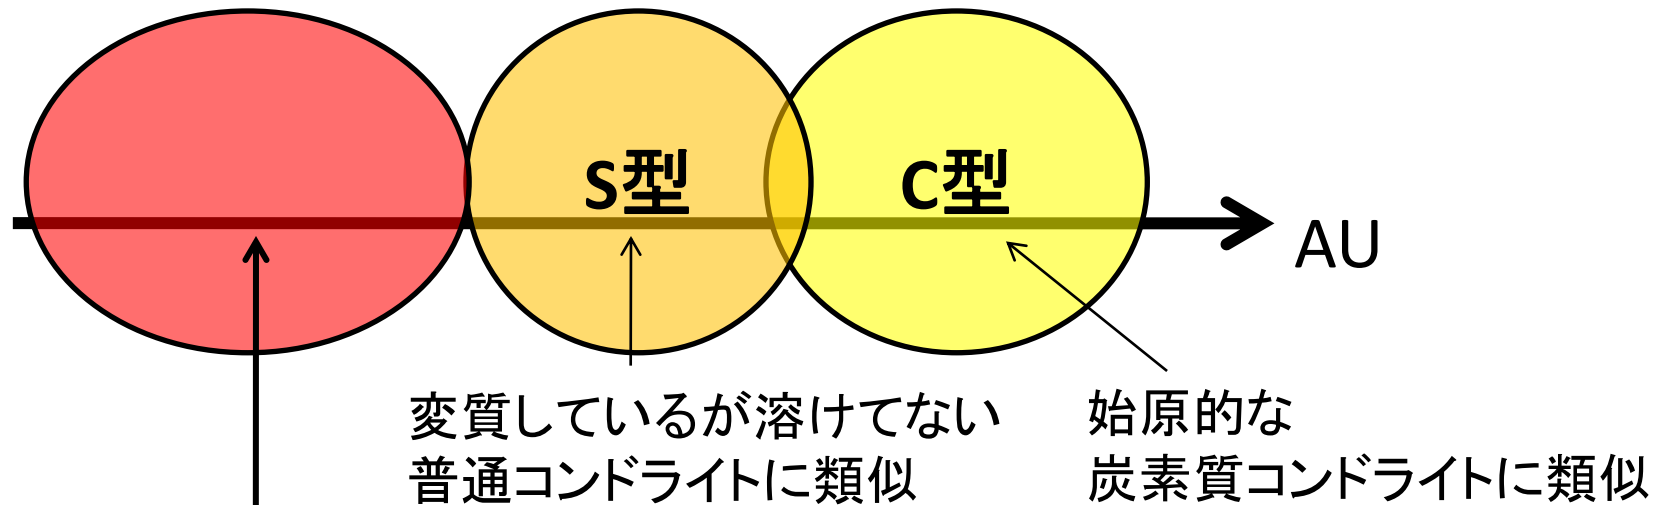 S型
C型
AU
変質しているが溶けてない
普通コンドライトに類似
始原的な
炭素質コンドライトに類似